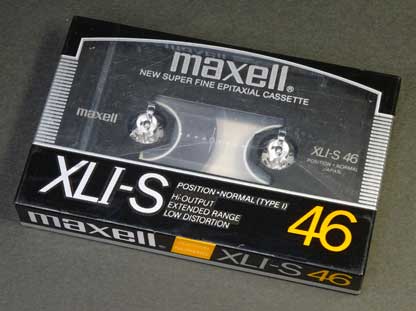 maxell®
NEW SUPER FINE EPITAXIAL CASSETTE
maxell
XLI-S 46
POSITION•NORMAL
JAPAN
XLI-S
POSITION•NORMAL (TYPE I)
Hi-OUTPUT
EXTENDED RANGE
LOW DISTORTION
46
maxell
XLI-S 46